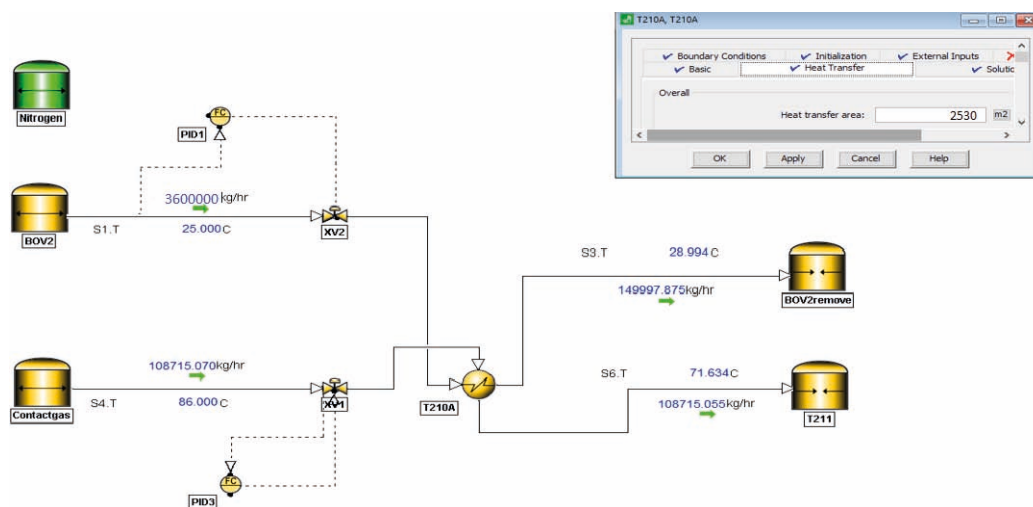 T210A, T210A
Boundary Conditions Initialization External Inputs
Basic Heat Transfer Solutio
Overall
Heat transfer area: 2530 m2
OK Apply Cancel Help
Nitrogen
FC
PID1
3600000 kg/hr
S1.T 25.000 C
BOV2
XV2
S3.T 28.994 C
149997.875 kg/hr
BOV2remove
108715.070 kg/hr
S4.T 86.000 C
Contactgas
XV1
T210A
S6.T 71.634 C
108715.055 kg/hr
T211
FC
PID3